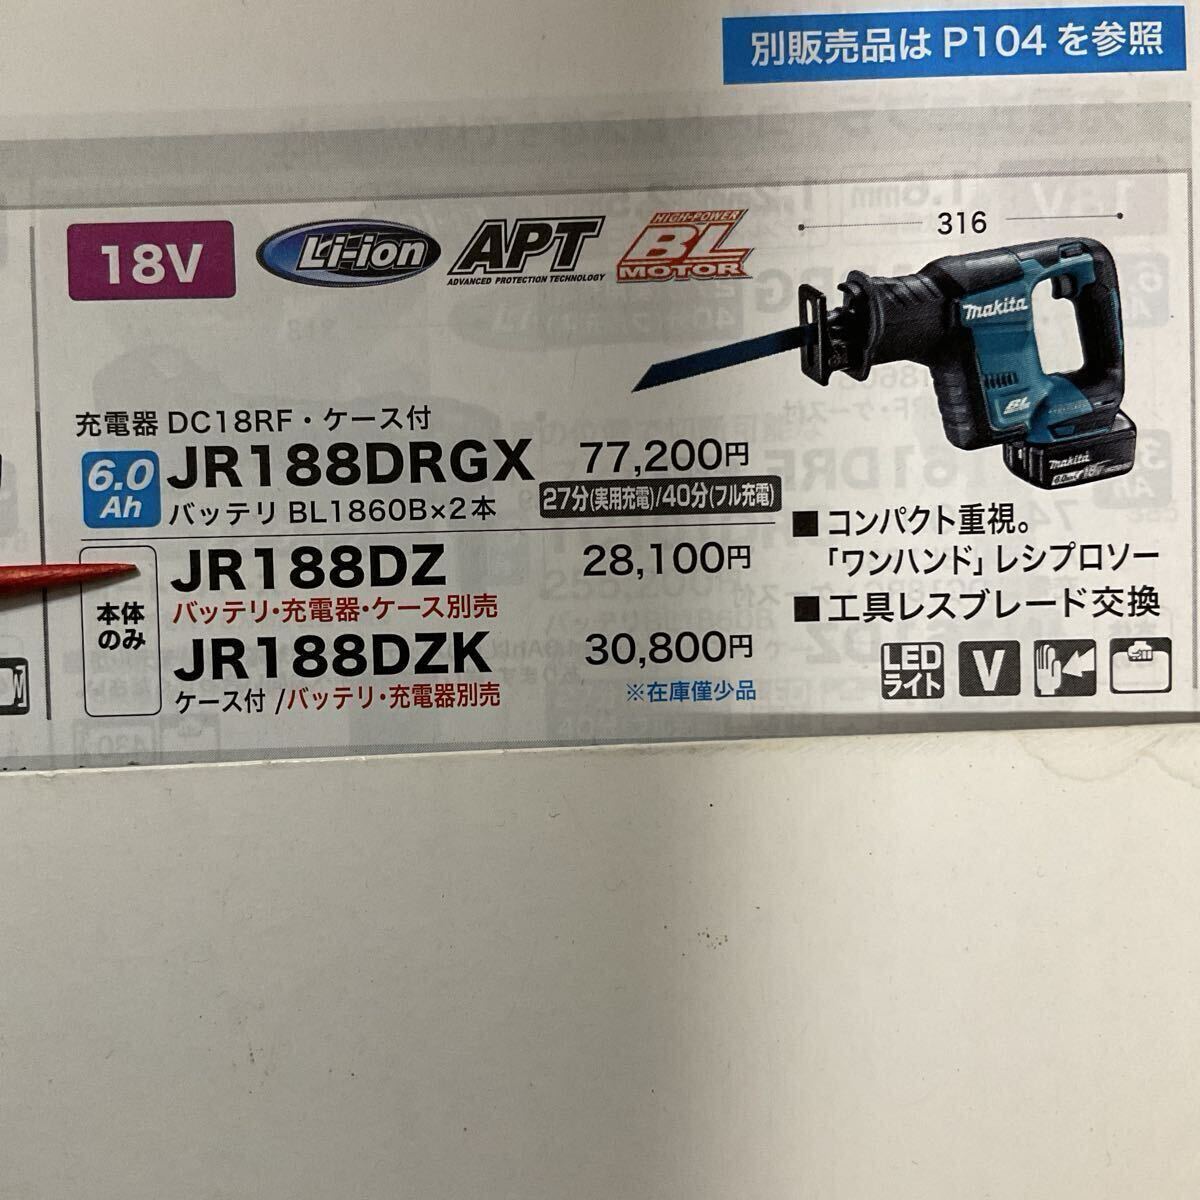 別販売品は P104 を参照
18V
Li-ion
APT
ADVANCED PROTECTION TECHNOLOGY
HIGH-POWER
BL
MOTOR
316
makita
BL
makita
6.0Ah 18V
充電器 DC18RF・ケース付
6.0
Ah
JR188DRGX 77,200円
バッテリ BL1860B×2本
27分(実用充電)/40分(フル充電)
本体
のみ
JR188DZ 28,100円
バッテリ・充電器・ケース別売
JR188DZK 30,800円
ケース付 /バッテリ・充電器別売
※在庫僅少品
■コンパクト重視。
「ワンハンド」レシプロソー
■工具レスブレード交換
LED
ライト
V